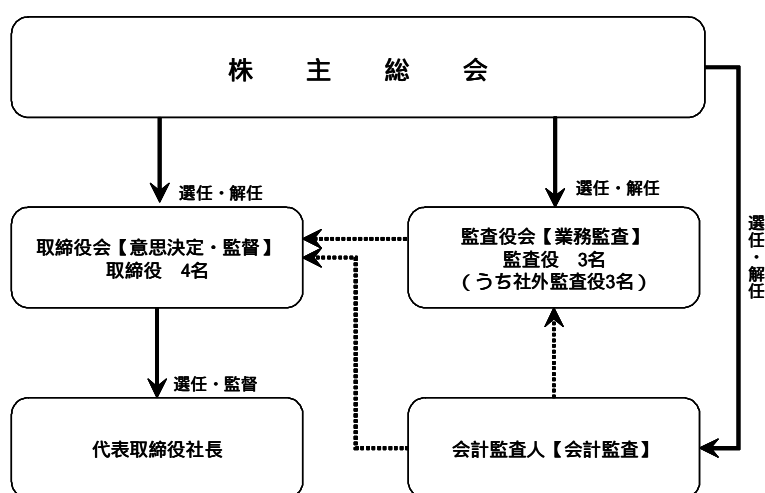 株　主　総　会
選任・解任
選任・解任
選任・解任
取締役会【意思決定・監督】
取締役　4名
監査役会【業務監査】
監査役　3名
（うち社外監査役3名）
選任・監督
代表取締役社長
会計監査人【会計監査】